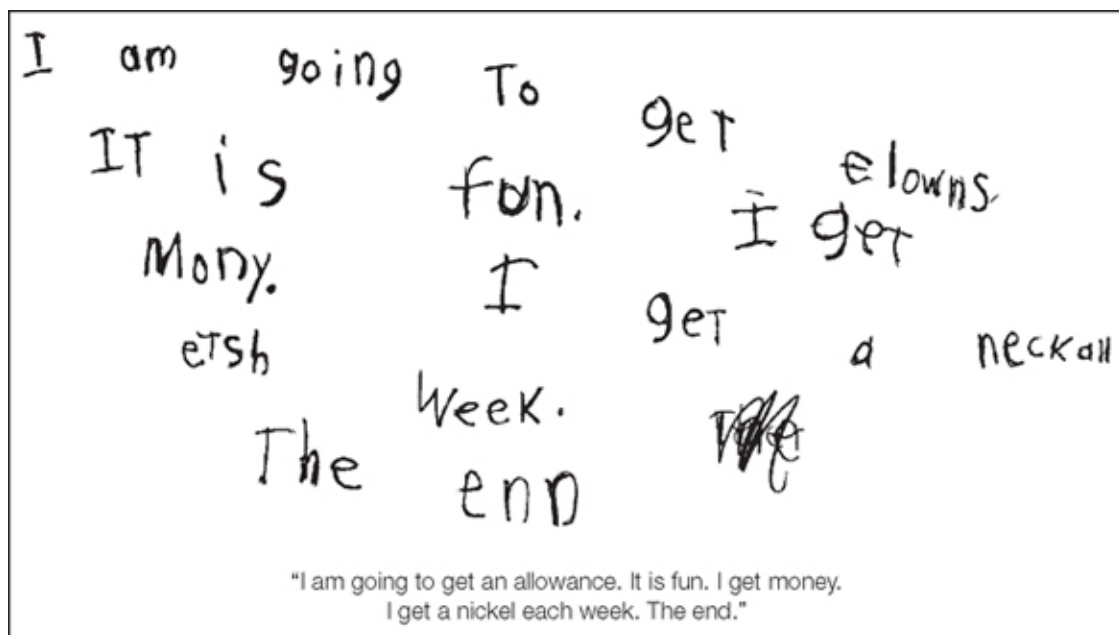 I am going To get elowns.
IT is fun. I get
Mony. I get a neckall
eTsh week.
The end
"I am going to get an allowance. It is fun. I get money.
I get a nickel each week. The end."